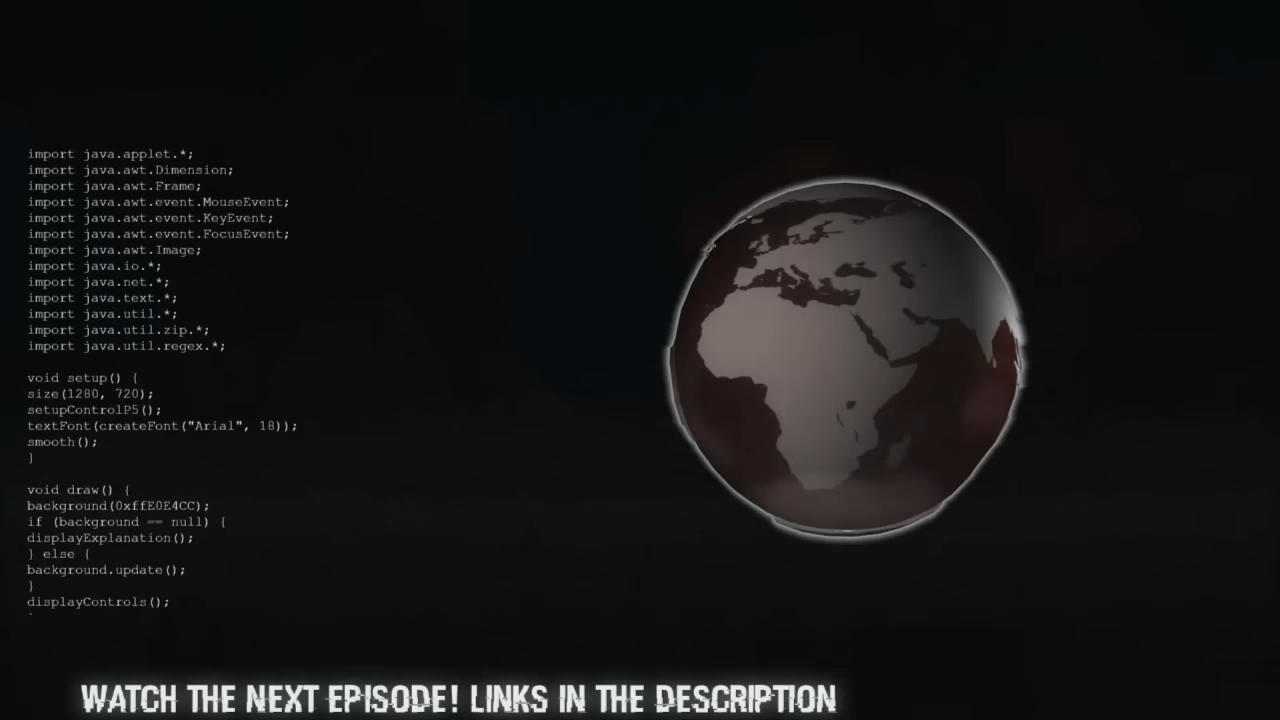 import java.applet.*;
import java.awt.Dimension;
import java.awt.Frame;
import java.awt.event.MouseEvent;
import java.awt.event.KeyEvent;
import java.awt.event.FocusEvent;
import java.awt.Image;
import java.io.*;
import java.net.*;
import java.text.*;
import java.util.*;
import java.util.zip.*;
import java.util.regex.*;
void setup() {
size(1280, 720);
setupControlP5();
textFont(createFont("Arial", 18));
smooth();
}
void draw() {
background(0xffE0E4CC);
if (background == null) {
displayExplanation();
} else {
background.update();
}
displayControls();
WATCH THE NEXT EPISODE! LINKS IN THE DESCRIPTION